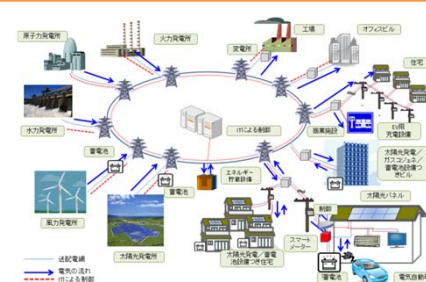 原子力発電所
火力発電所
変電所
工場
オフィスビル
住宅
水力発電所
ITによる制御
商業施設
EV用
充電設備
蓄電池
蓄電池
エネルギー
貯蔵設備
太陽光発電/
ガスコジェネ/
蓄電池設備つ
きビル
風力発電所
太陽光発電所
太陽光発電/蓄電
池設備つき住宅
スマート
メーター
制御
太陽光パネル
蓄電池
電気自動
送配電網
電気の流れ
ITによる制御